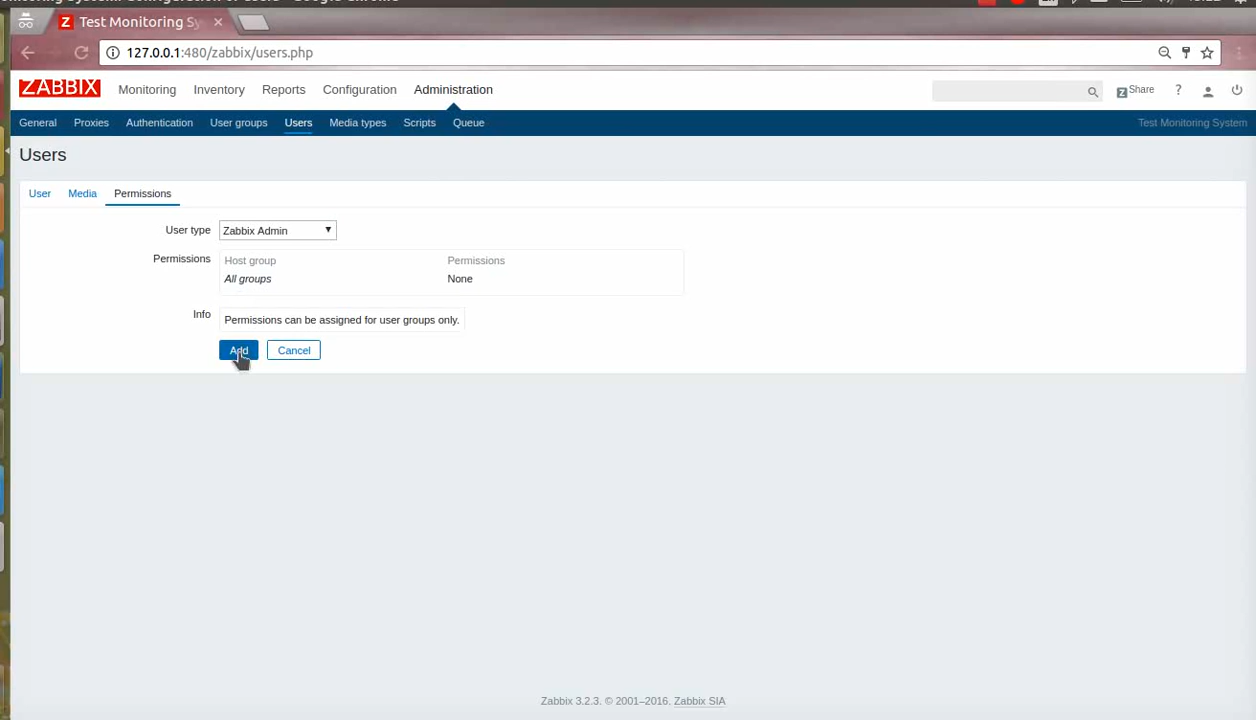 Test Monitoring Sy
127.0.0.1:480/zabbix/users.php
ZABBIX Monitoring Inventory Reports Configuration Administration Share ?
General Proxies Authentication User groups Users Media types Scripts Queue Test Monitoring System
Users
User Media Permissions
User type Zabbix Admin
Permissions Host group Permissions
All groups None
Info Permissions can be assigned for user groups only.
Add Cancel
Zabbix 3.2.3. © 2001–2016. Zabbix SIA